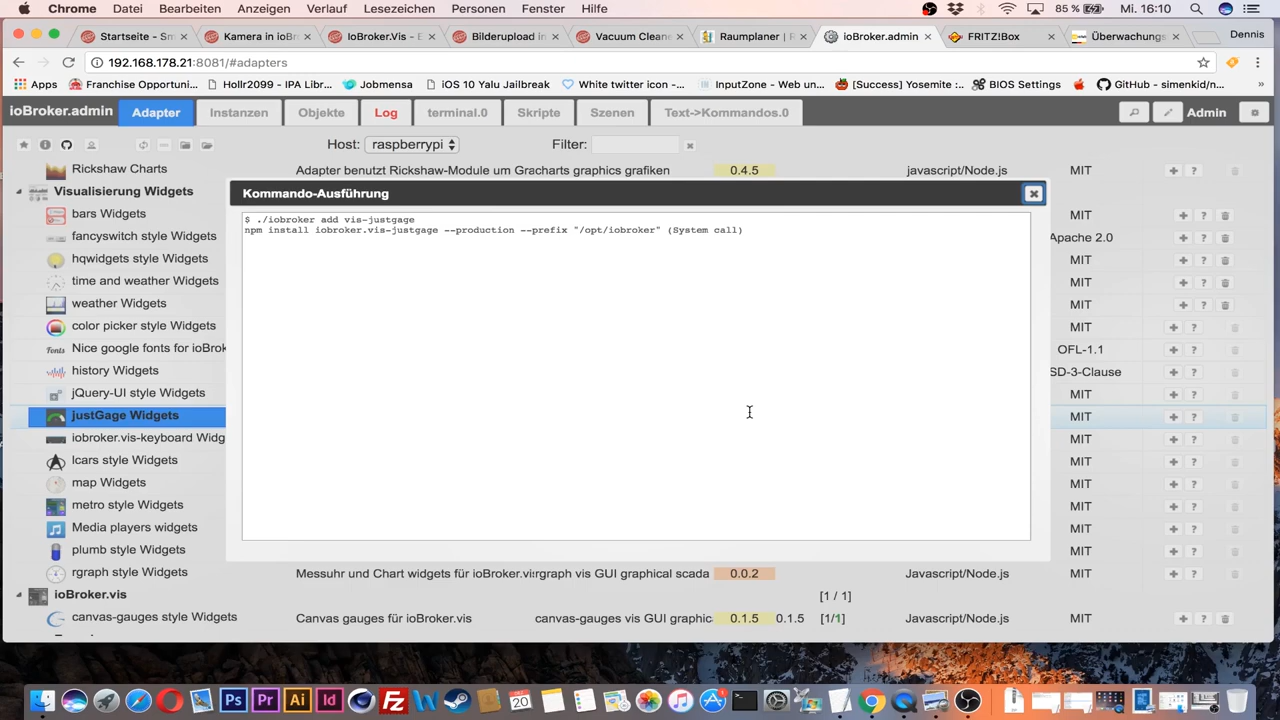 Chrome Datei Bearbeiten Anzeigen Verlauf Lesezeichen Personen Fenster Hilfe 85 % Mi. 16:10
Startseite - Sm Kamera in ioBr ioBroker.Vis - E Bilderupload in Vacuum Clean Raumplaner | R ioBroker.admin FRITZ!Box Überwachungs Dennis
192.168.178.21:8081/#adapters
Apps Franchise Opportuni... Hollr2099 - IPA Libr... Jobmensa iOS 10 Yalu Jailbreak White twitter icon -... InputZone - Web un... [Success] Yosemite :... BIOS Settings GitHub - simenkid/n...
ioBroker.admin Adapter Instanzen Objekte Log terminal.0 Skripte Szenen Text->Kommandos.0 Admin
Host: raspberrypi Filter:
Rickshaw Charts Adapter benutzt Rickshaw-Module um Gracharts graphics grafiken 0.4.5 javascript/Node.js MIT
Visualisierung Widgets
Kommando-Ausführung
$ ./iobroker add vis-justgage
npm install iobroker.vis-justgage --production --prefix "/opt/iobroker" (System call)
bars Widgets MIT
fancyswitch style Widgets Apache 2.0
hqwidgets style Widgets MIT
time and weather Widgets MIT
weather Widgets MIT
color picker style Widgets MIT
Nice google fonts for ioBrok OFL-1.1
history Widgets SD-3-Clause
jQuery-UI style Widgets MIT
justGage Widgets MIT
iobroker.vis-keyboard Widg MIT
lcars style Widgets MIT
map Widgets MIT
metro style Widgets MIT
Media players widgets MIT
plumb style Widgets MIT
rgraph style Widgets Messuhr und Chart widgets für ioBroker.vis rgraph vis GUI graphical scada 0.0.2 Javascript/Node.js MIT
ioBroker.vis [1 / 1]
canvas-gauges style Widgets Canvas gauges für ioBroker.vis canvas-gauges vis GUI graphic 0.1.5 0.1.5 [1/1] Javascript/Node.js MIT